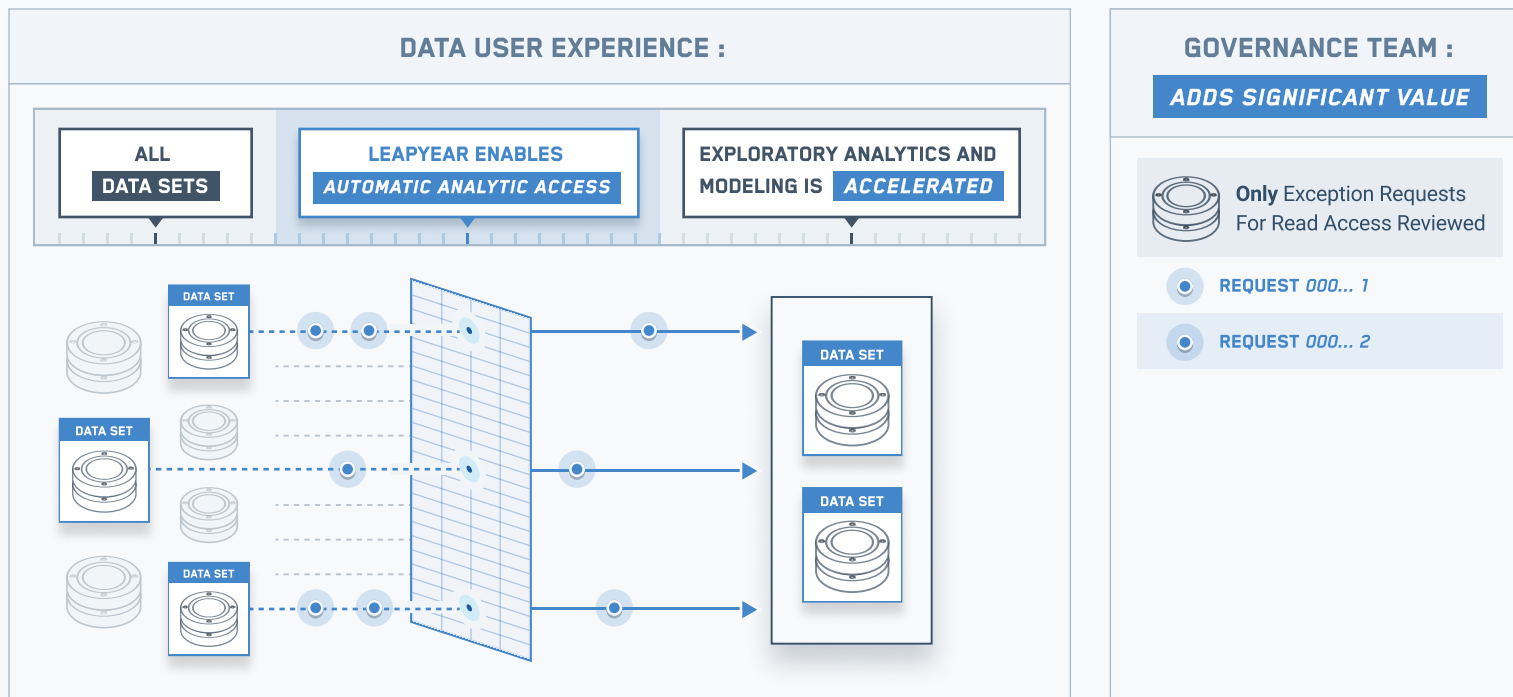 DATA USER EXPERIENCE :
ALL
DATA SETS
LEAPYEAR ENABLES
AUTOMATIC ANALYTIC ACCESS
EXPLORATORY ANALYTICS AND
MODELING IS ACCELERATED
DATA SET
DATA SET
DATA SET
DATA SET
DATA SET
GOVERNANCE TEAM :
ADDS SIGNIFICANT VALUE
Only Exception Requests
For Read Access Reviewed
REQUEST 000... 1
REQUEST 000... 2